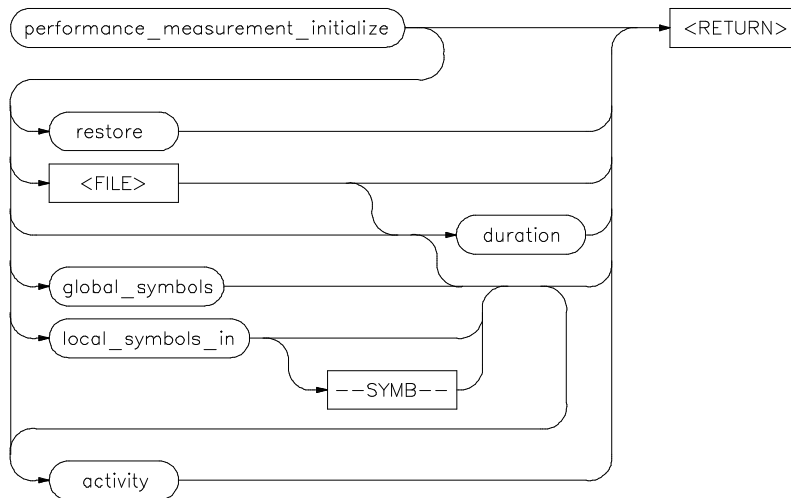 performance_measurement_initialize
<RETURN>
restore
<FILE>
duration
global_symbols
local_symbols_in
--SYMB--
activity